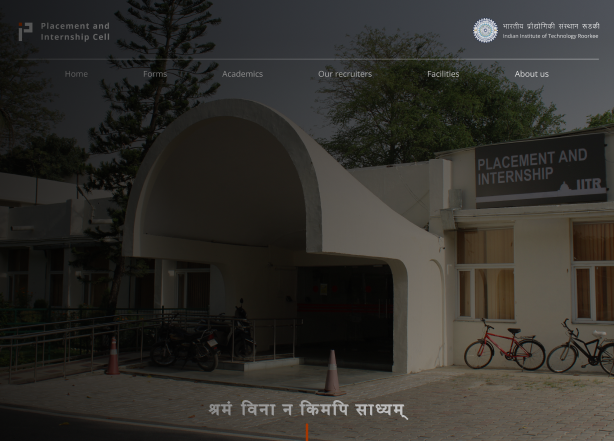 Placement and
Internship Cell
भारतीय प्रौद्योगिकी संस्थान रूड़की
Indian Institute of Technology Roorkee
Home Forms Academics Our recruiters Facilities About us
PLACEMENT AND
INTERNSHIP
IITR
श्रमं विना न किमपि साध्यम्